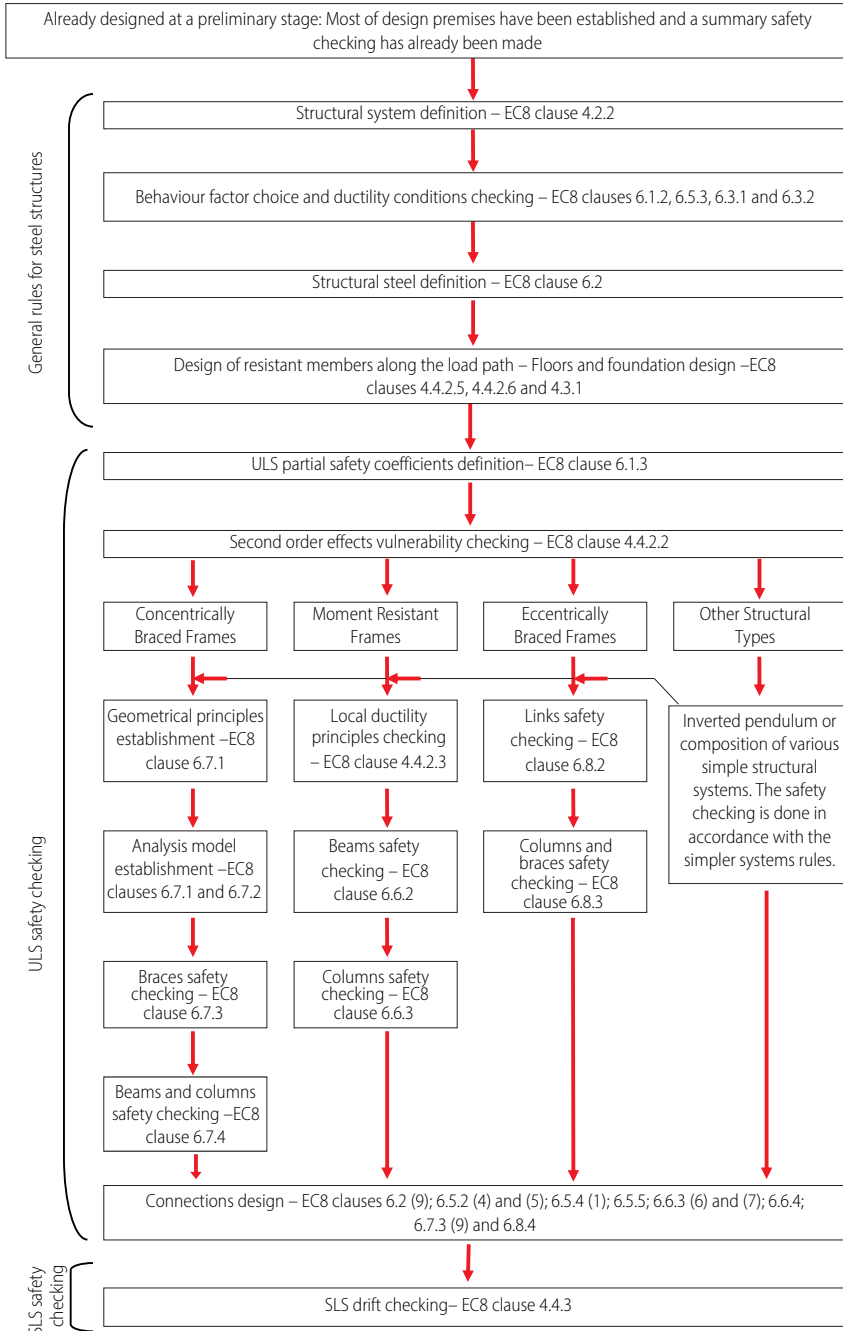 Already designed at a preliminary stage: Most of design premises have been established and a summary safety
checking has already been made
General rules for steel structures
Structural system definition – EC8 clause 4.2.2
Behaviour factor choice and ductility conditions checking – EC8 clauses 6.1.2, 6.5.3, 6.3.1 and 6.3.2
Structural steel definition – EC8 clause 6.2
Design of resistant members along the load path – Floors and foundation design –EC8
clauses 4.4.2.5, 4.4.2.6 and 4.3.1
ULS safety checking
ULS partial safety coefficients definition– EC8 clause 6.1.3
Second order effects vulnerability checking – EC8 clause 4.4.2.2
Concentrically
Braced Frames
Moment Resistant
Frames
Eccentrically
Braced Frames
Other Structural
Types
Geometrical principles
establishment –EC8
clause 6.7.1
Local ductility
principles checking
– EC8 clause 4.4.2.3
Links safety
checking – EC8
clause 6.8.2
Inverted pendulum or
composition of various
simple structural
systems. The safety
checking is done in
accordance with the
simpler systems rules.
Analysis model
establishment –EC8
clauses 6.7.1 and 6.7.2
Beams safety
checking – EC8
clause 6.6.2
Columns and
braces safety
checking – EC8
clause 6.8.3
Braces safety
checking – EC8
clause 6.7.3
Columns safety
checking – EC8
clause 6.6.3
Beams and columns
safety checking –EC8
clause 6.7.4
Connections design – EC8 clauses 6.2 (9); 6.5.2 (4) and (5); 6.5.4 (1); 6.5.5; 6.6.3 (6) and (7); 6.6.4;
6.7.3 (9) and 6.8.4
SLS safety
checking
SLS drift checking– EC8 clause 4.4.3